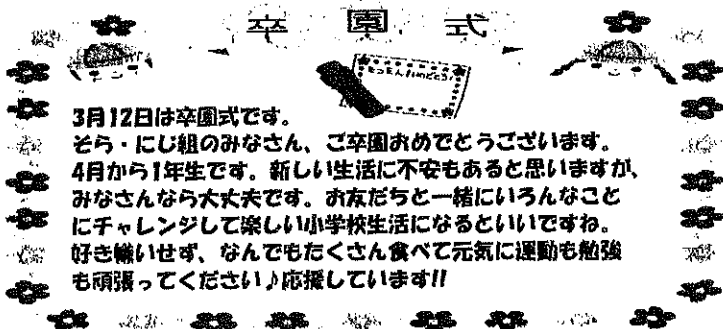 卒園式
そつえんおめでとう!
3月12日は卒園式です。
そら・にじ組のみなさん、ご卒園おめでとうございます。
4月から1年生です。新しい生活に不安もあると思いますが、
みなさんなら大丈夫です。お友だちと一緒にいろんなこと
にチャレンジして楽しい小学校生活になるといいですね。
好き嫌いせず、なんでもたくさん食べて元気に運動も勉強
も頑張ってください♪応援しています!!